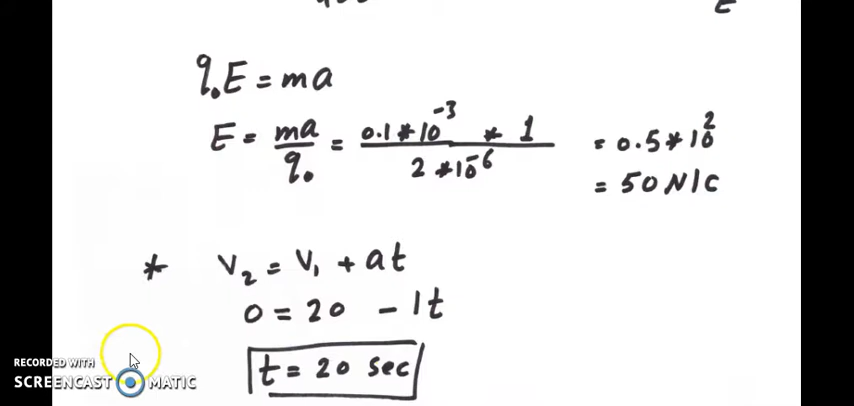 E
q₀E = ma
E = ma/q₀ = 0.1*10⁻³ * 1 / 2*10⁻⁶ = 0.5*10²
= 50 N/C
* V₂ = V₁ + at
0 = 20 - 1t
t = 20 sec
RECORDED WITH
SCREENCAST MATIC